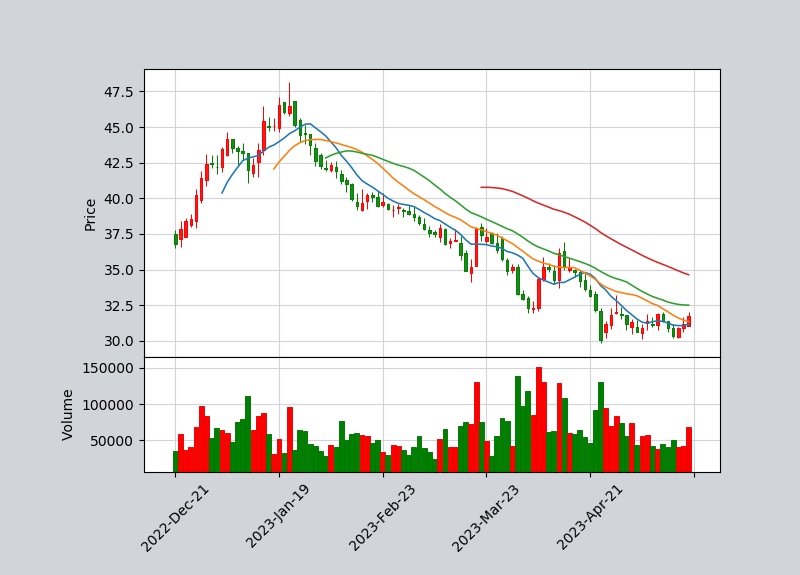 47.5
45.0
42.5
40.0
37.5
35.0
32.5
30.0
Price
150000
100000
50000
Volume
2022-Dec-21
2023-Jan-19
2023-Feb-23
2023-Mar-23
2023-Apr-21